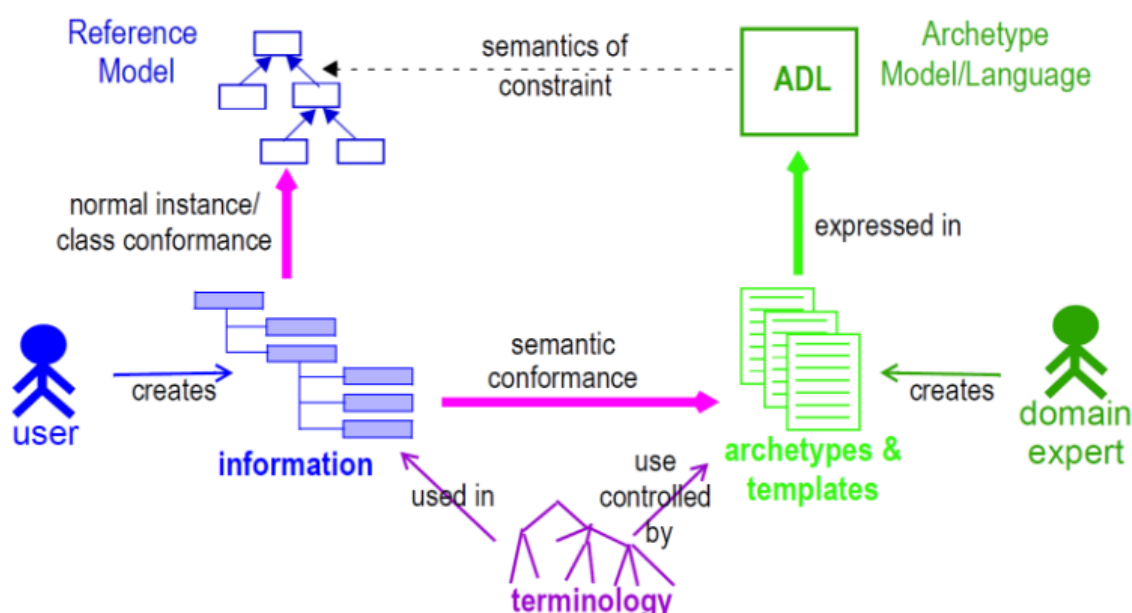 Reference
Model
semantics of
constraint
ADL
Archetype
Model/Language
normal instance/
class conformance
expressed in
creates
user
information
semantic
conformance
archetypes &
templates
creates
domain
expert
used in
use
controlled
by
terminology